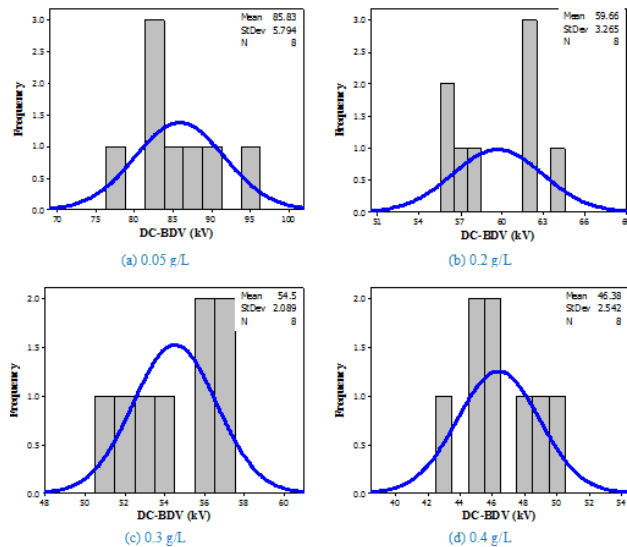 Mean 85.83
StDev 5.794
N 8
3.0
2.5
2.0
1.5
1.0
0.5
0.0
Frequency
70 75 80 85 90 95 100
DC-BDV (kV)
(a) 0.05 g/L
Mean 59.66
StDev 3.265
N 8
3.0
2.5
2.0
1.5
1.0
0.5
0.0
Frequency
51 54 57 60 63 66 69
DC-BDV (kV)
(b) 0.2 g/L
Mean 54.5
StDev 2.089
N 8
2.0
1.5
1.0
0.5
0.0
Frequency
48 50 52 54 56 58 60
DC-BDV (kV)
(c) 0.3 g/L
Mean 46.38
StDev 2.542
N 8
2.0
1.5
1.0
0.5
0.0
Frequency
40 42 44 46 48 50 52 54
DC-BDV (kV)
(d) 0.4 g/L